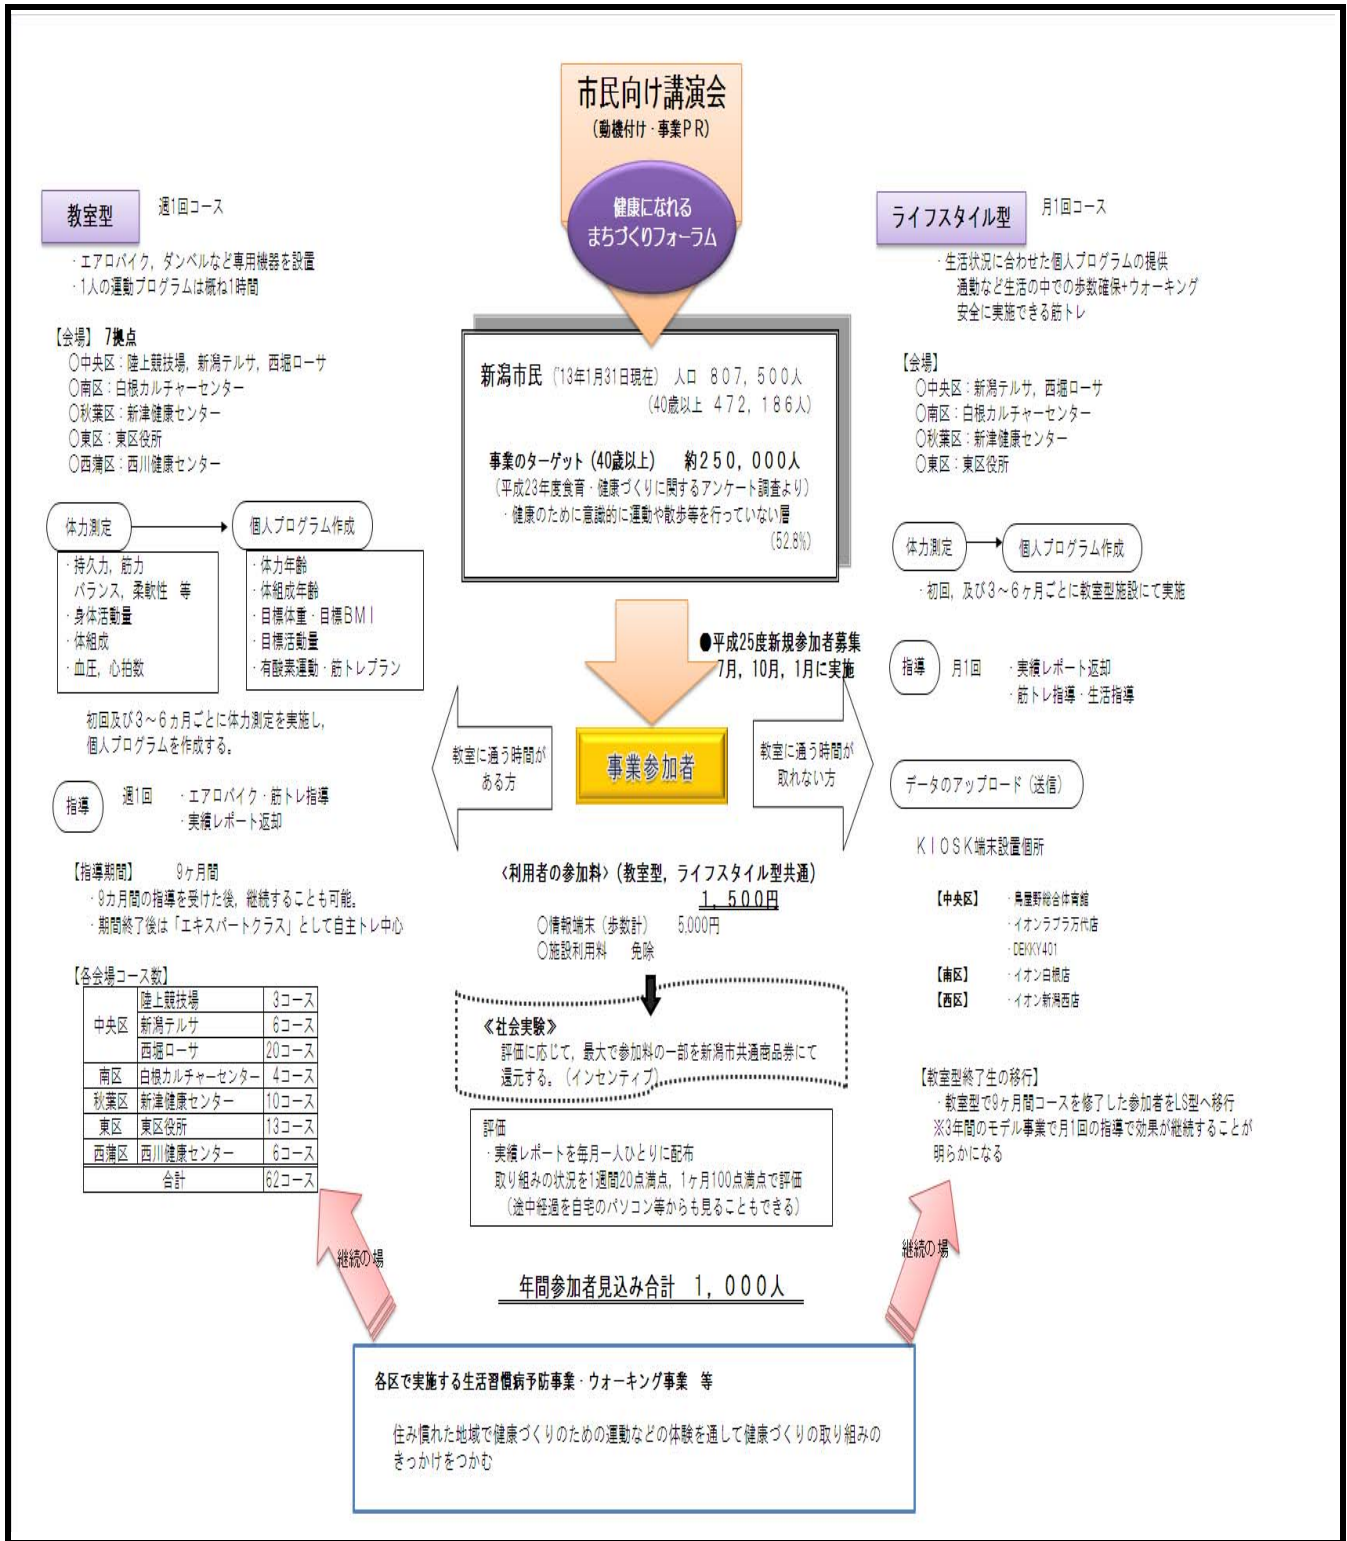 市民向け講演会
(動機付け・事業PR)
健康になれる
まちづくりフォーラム
教室型　週1回コース
・エアロバイク，ダンベルなど専用機器を設置
・1人の運動プログラムは概ね1時間
【会場】 7拠点
〇中央区：陸上競技場，新潟テルサ，西堀ローサ
〇南区：白根カルチャーセンター
〇秋葉区：新津健康センター
〇東区：東区役所
〇西蒲区：西川健康センター
体力測定
個人プログラム作成
・持久力，筋力
バランス，柔軟性　等
・身体活動量
・体組成
・血圧，心拍数
・体力年齢
・体組成年齢
・目標体重・目標BMI
・目標活動量
・有酸素運動・筋トレプラン
初回及び3～6ヵ月ごとに体力測定を実施し，
個人プログラムを作成する。
指導　週1回　・エアロバイク・筋トレ指導
・実績レポート返却
【指導期間】　9ヶ月間
・9カ月間の指導を受けた後，継続することも可能。
・期間終了後は「エキスパートクラス」として自主トレ中心
【各会場コース数】
中央区　陸上競技場　3コース
新潟テルサ　6コース
西堀ローサ　20コース
南区　白根カルチャーセンター　4コース
秋葉区　新津健康センター　10コース
東区　東区役所　13コース
西蒲区　西川健康センター　6コース
合計　62コース
継続の場
新潟市民（'13年1月31日現在）　人口　８０７，５００人
(40歳以上　４７２，１８６人)
事業のターゲット（40歳以上）　約２５０，０００人
（平成23年度食育・健康づくりに関するアンケート調査より）
・健康のために意識的に運動や散歩等を行っていない層
(52.8%)
●平成25度新規参加者募集
7月，10月，1月に実施
教室に通う時間が
ある方
事業参加者
教室に通う時間が
取れない方
＜利用者の参加料＞（教室型，ライフスタイル型共通）
１，５００円
〇情報端末（歩数計）　5,000円
〇施設利用料　免除
≪社会実験≫
評価に応じて，最大で参加料の一部を新潟市共通商品券にて
還元する。（インセンティブ）
評価
・実績レポートを毎月一人ひとりに配布
取り組みの状況を1週間20点満点，1ヶ月100点満点で評価
（途中経過を自宅のパソコン等からも見ることもできる）
年間参加者見込み合計　１，０００人
ライフスタイル型　月1回コース
・生活状況に合わせた個人プログラムの提供
通勤など生活の中での歩数確保+ウォーキング
安全に実施できる筋トレ
【会場】
〇中央区：新潟テルサ，西堀ローサ
〇南区：白根カルチャーセンター
〇秋葉区：新津健康センター
〇東区：東区役所
体力測定
個人プログラム作成
・初回，及び3～6ヶ月ごとに教室型施設にて実施
指導　月1回　・実績レポート返却
・筋トレ指導・生活指導
データのアップロード（送信）
ＫＩＯＳＫ端末設置個所
【中央区】　・鳥屋野総合体育館
・イオンラブラ万代店
・DEKKY401
【南区】　・イオン白根店
【西区】　・イオン新潟西店
【教室型終了生の移行】
・教室型で9ヶ月間コースを修了した参加者をLS型へ移行
※3年間のモデル事業で月1回の指導で効果が継続することが
明らかになる
継続の場
各区で実施する生活習慣病予防事業・ウォーキング事業　等
住み慣れた地域で健康づくりのための運動などの体験を通して健康づくりの取り組みの
きっかけをつかむ